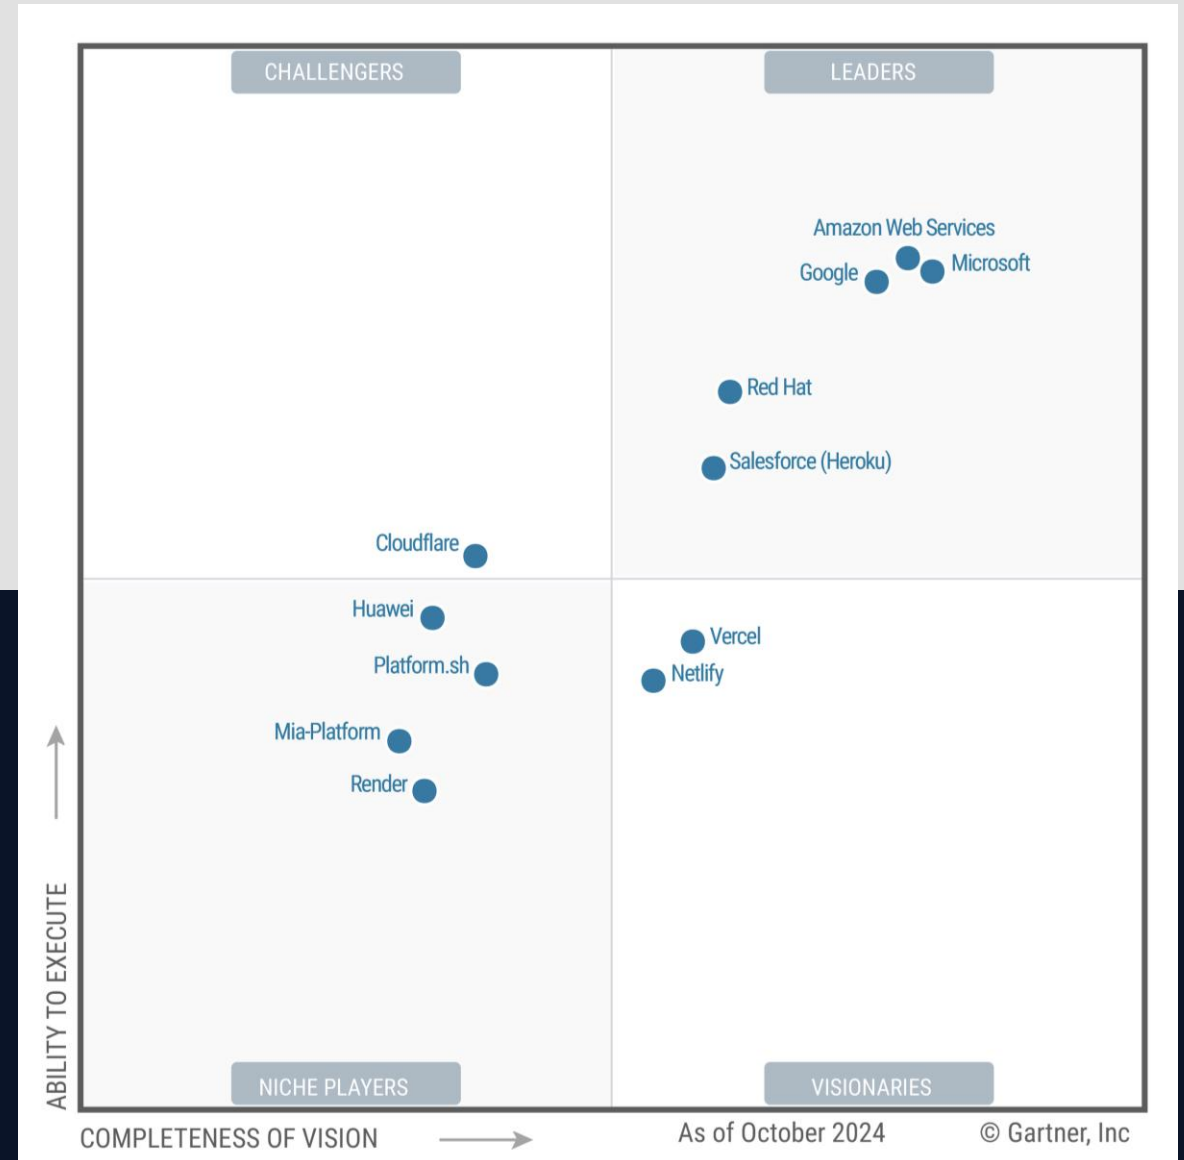 CHALLENGERS
LEADERS
Amazon Web Services
Google
Microsoft
Red Hat
Salesforce (Heroku)
Cloudflare
Huawei
Vercel
Platform.sh
Netlify
Mia-Platform
Render
ABILITY TO EXECUTE
NICHE PLAYERS
VISIONARIES
COMPLETENESS OF VISION
As of October 2024
© Gartner, Inc